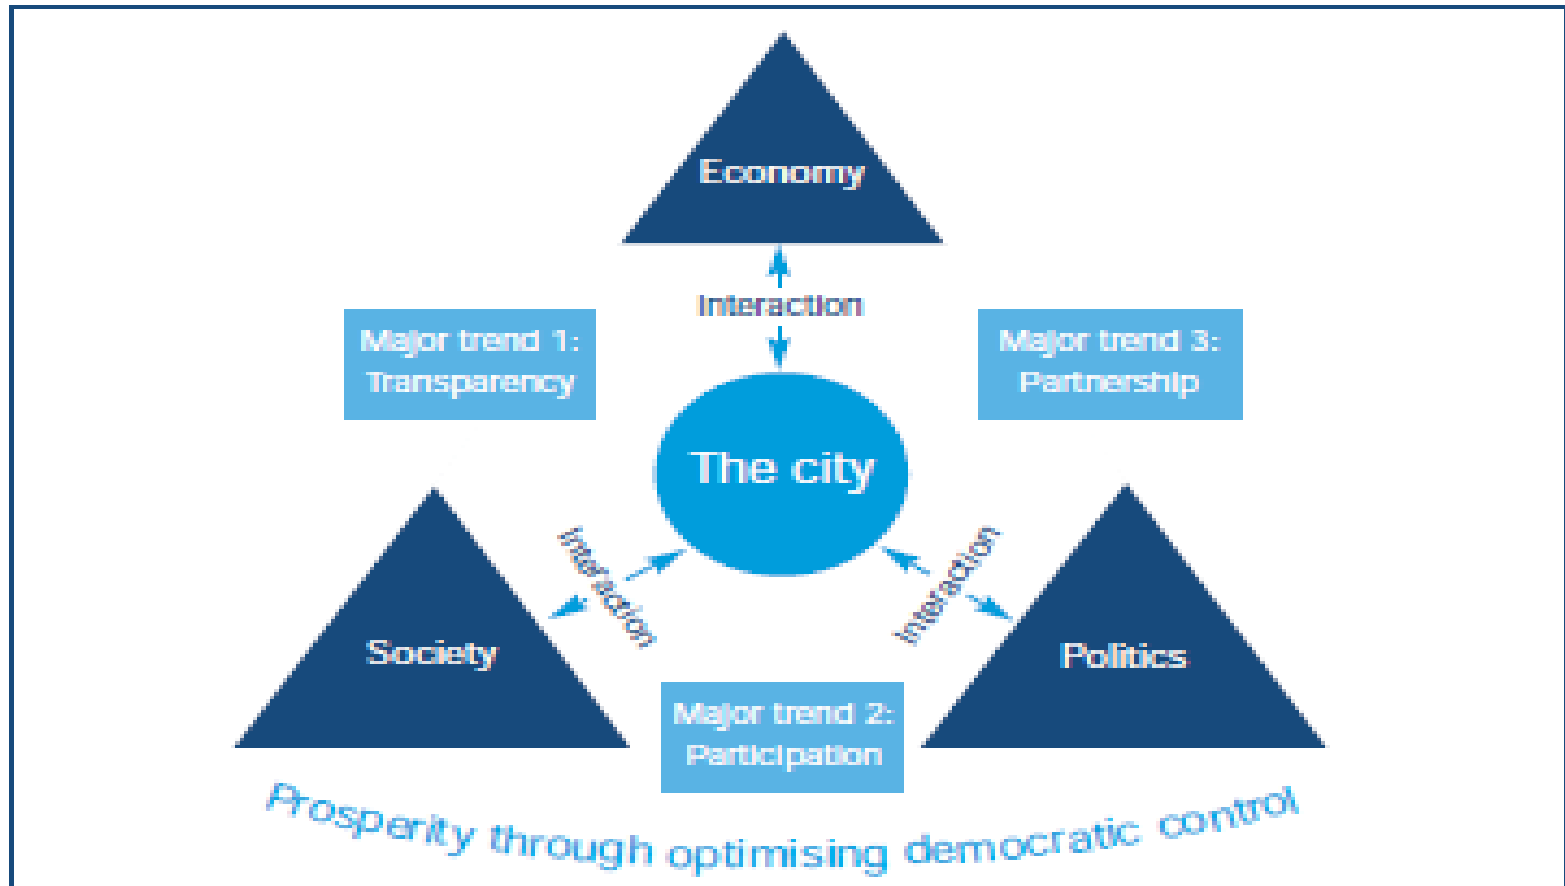 Economy
Interaction
Major trend 1:
Transparency
Major trend 3:
Partnership
The city
Interaction
Interaction
Society
Politics
Major trend 2:
Participation
Prosperity through optimising democratic control